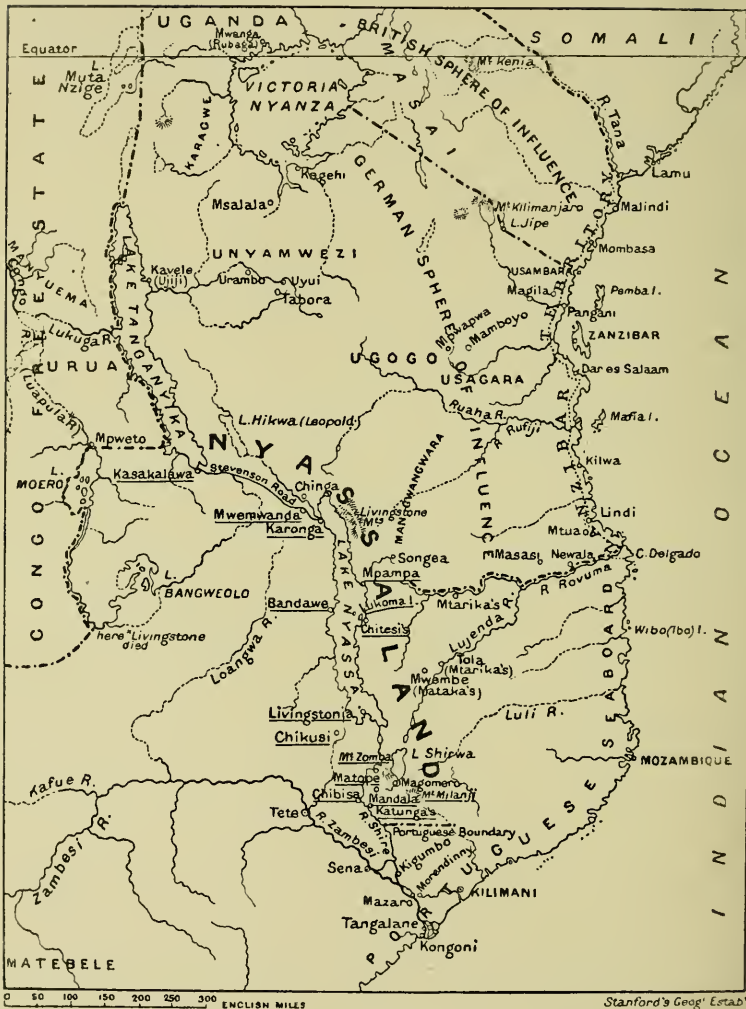 UGANDA
Mwanga
(Rubaga)
Equator
BRITISH SPHERE OF INFLUENCE
SOMALI
L.
Muta
Nzige
Mt Kenia
MASAI
VICTORIA
NYANZA
KARAGWE
R. Tana
Lamu
Kagehi
Msalala
GERMAN SPHERE OF INFLUENCE
Mt Kilimanjaro
L. Jipe
Malindi
Mombasa
UNYAMWEZI
USAMBARA
Magila
Pemba I.
Kavele
(Ujiji)
Urambo
Uyui
Tabora
Pangani
ZANZIBAR
ZANZIBAR TERRITORY
CONGO FREE STATE
Congo
LAKE TANGANYIKA
Lukuga R.
URUA
Luapula R.
Mpwapwa
Mamboyo
UGOGO
USAGARA
Dar es Salaam
Ruaha R.
R. Rufiji
Mafia I.
L. Hikwa (Leopold)
Mpweto
NYASSALAND
Kilwa
L.
MOERO
Kasakalawa
Stevenson Road
Chinga
Mwemwanda
Karonga
Livingstone
Mts
MANGWANGWARA
Lindi
Mtua
Songea
Masasi
Newala
C. Delgado
Mpampa
R. Rovuma
L.
BANGWEOLO
LAKE NYASSA
Bandawe
Mtarika's
Chitesi's
Lujenda R.
here Livingstone
died
Loangwa R.
Wibo (Ibo) I.
Tola
(Mtarika's)
Mwembe
(Mataka's)
Livingstonia
Luli R.
Chikusi
L Shirwa
Mt Zomba
MOZAMBIQUE
Matope
Magomero
Kafue R.
Chibisa
Mandala
Mt Milanji
Katunga's
Tete
R. Shire
R. Zambesi
Portuguese Boundary
Zambesi R.
PORTUGUESE SEABOARD
Sena
Kigumbo
Morendinny
KILIMANI
Mazaro
Tangalane
Kongoni
INDIAN OCEAN
MATEBELE
0 50 100 150 200 250 300 ENGLISH MILES
Stanford's Geog' Estab'